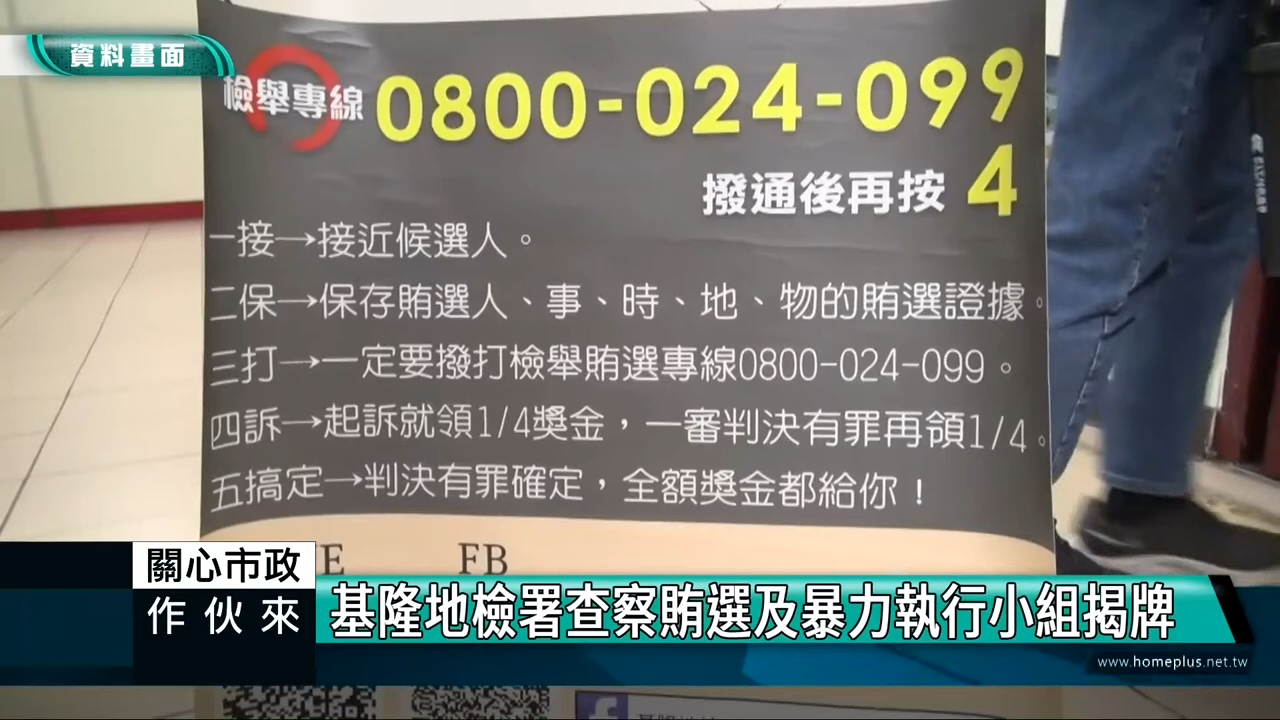 資料畫面
檢舉專線 0800-024-099
撥通後再按 4
一接→接近候選人。
二保→保存賄選人、事、時、地、物的賄選證據。
三打→一定要撥打檢舉賄選專線0800-024-099。
四訴→起訴就領1/4獎金，一審判決有罪再領1/4。
五搞定→判決有罪確定，全額獎金都給你！
E FB
關心市政
作伙來
基隆地檢署查察賄選及暴力執行小組揭牌
www.homeplus.net.tw